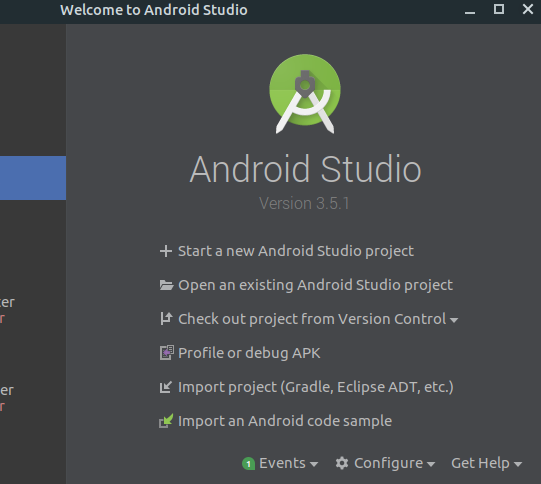 Welcome to Android Studio
Android Studio
Version 3.5.1
Start a new Android Studio project
Open an existing Android Studio project
Check out project from Version Control
Profile or debug APK
Import project (Gradle, Eclipse ADT, etc.)
Import an Android code sample
1 Events Configure Get Help